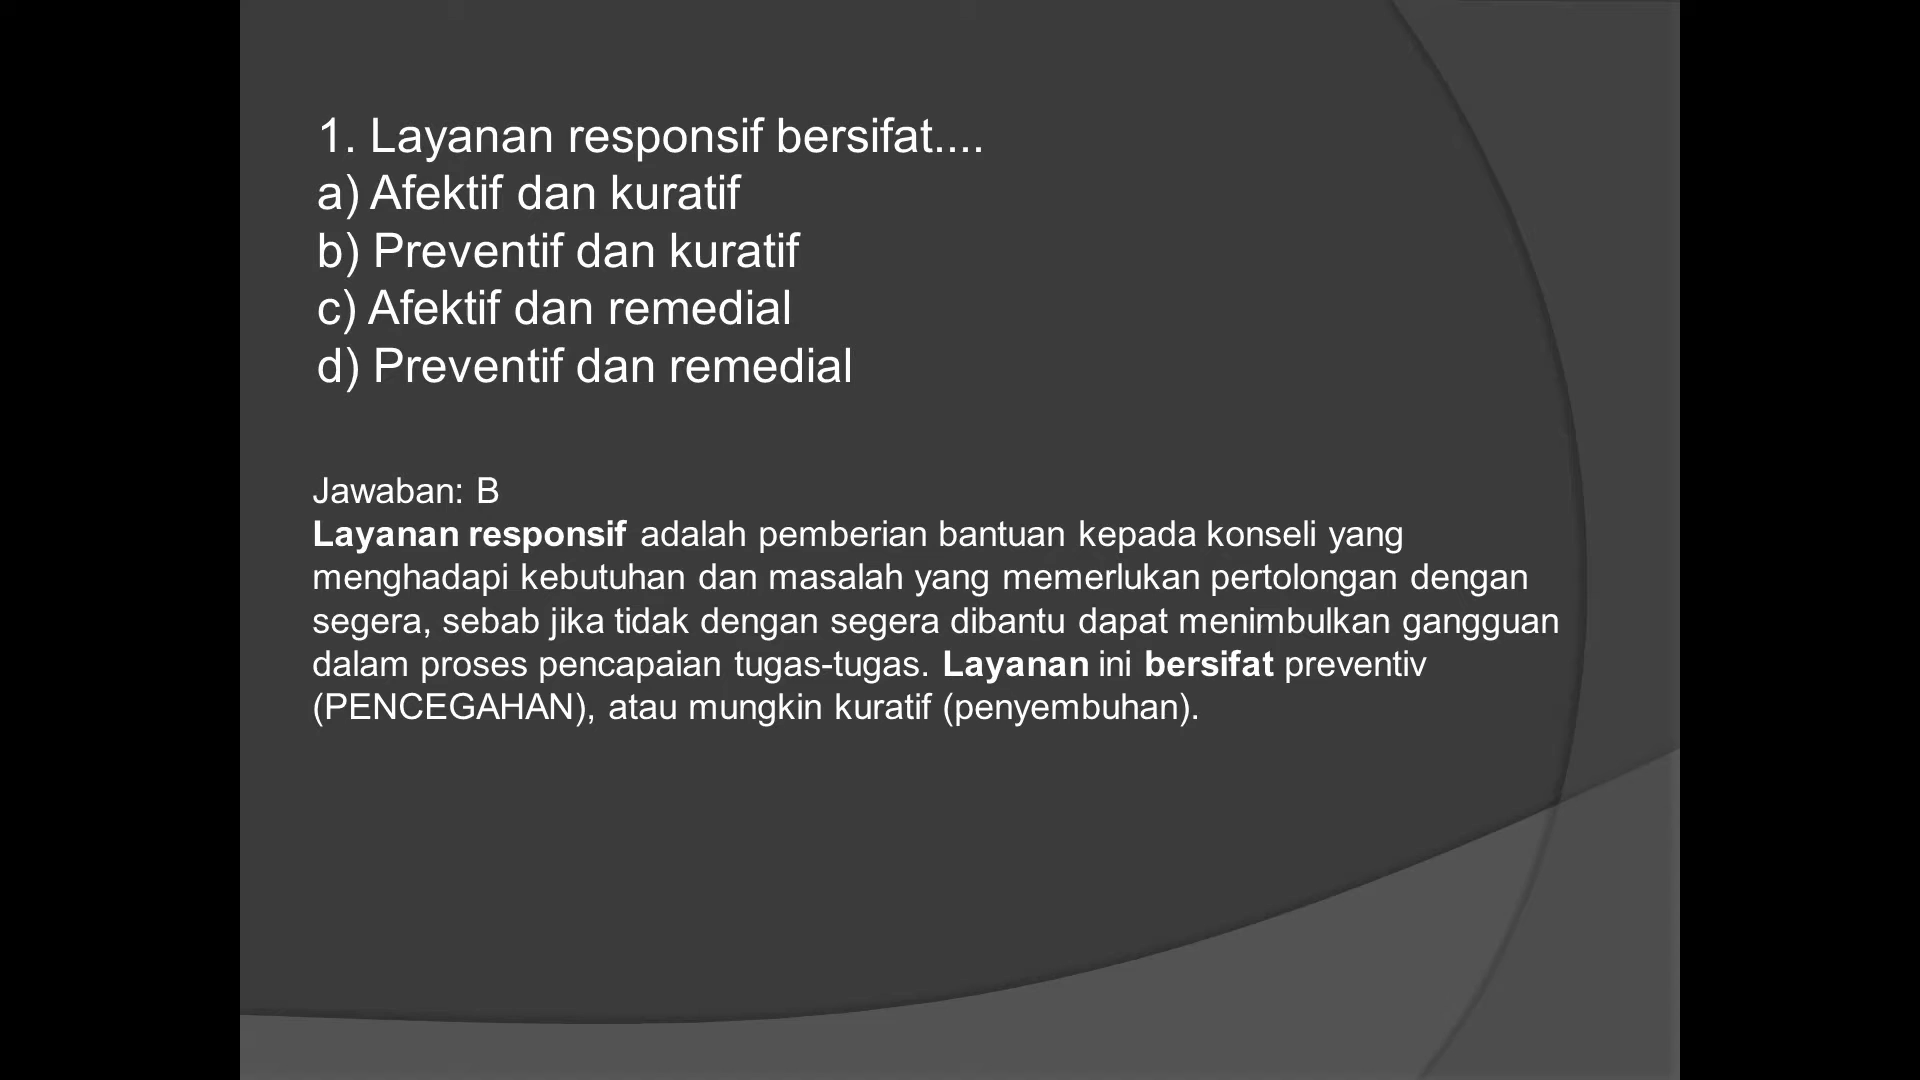 1. Layanan responsif bersifat....
a) Afektif dan kuratif
b) Preventif dan kuratif
c) Afektif dan remedial
d) Preventif dan remedial
Jawaban: B
Layanan responsif adalah pemberian bantuan kepada konseli yang
menghadapi kebutuhan dan masalah yang memerlukan pertolongan dengan
segera, sebab jika tidak dengan segera dibantu dapat menimbulkan gangguan
dalam proses pencapaian tugas-tugas. Layanan ini bersifat preventiv
(PENCEGAHAN), atau mungkin kuratif (penyembuhan).